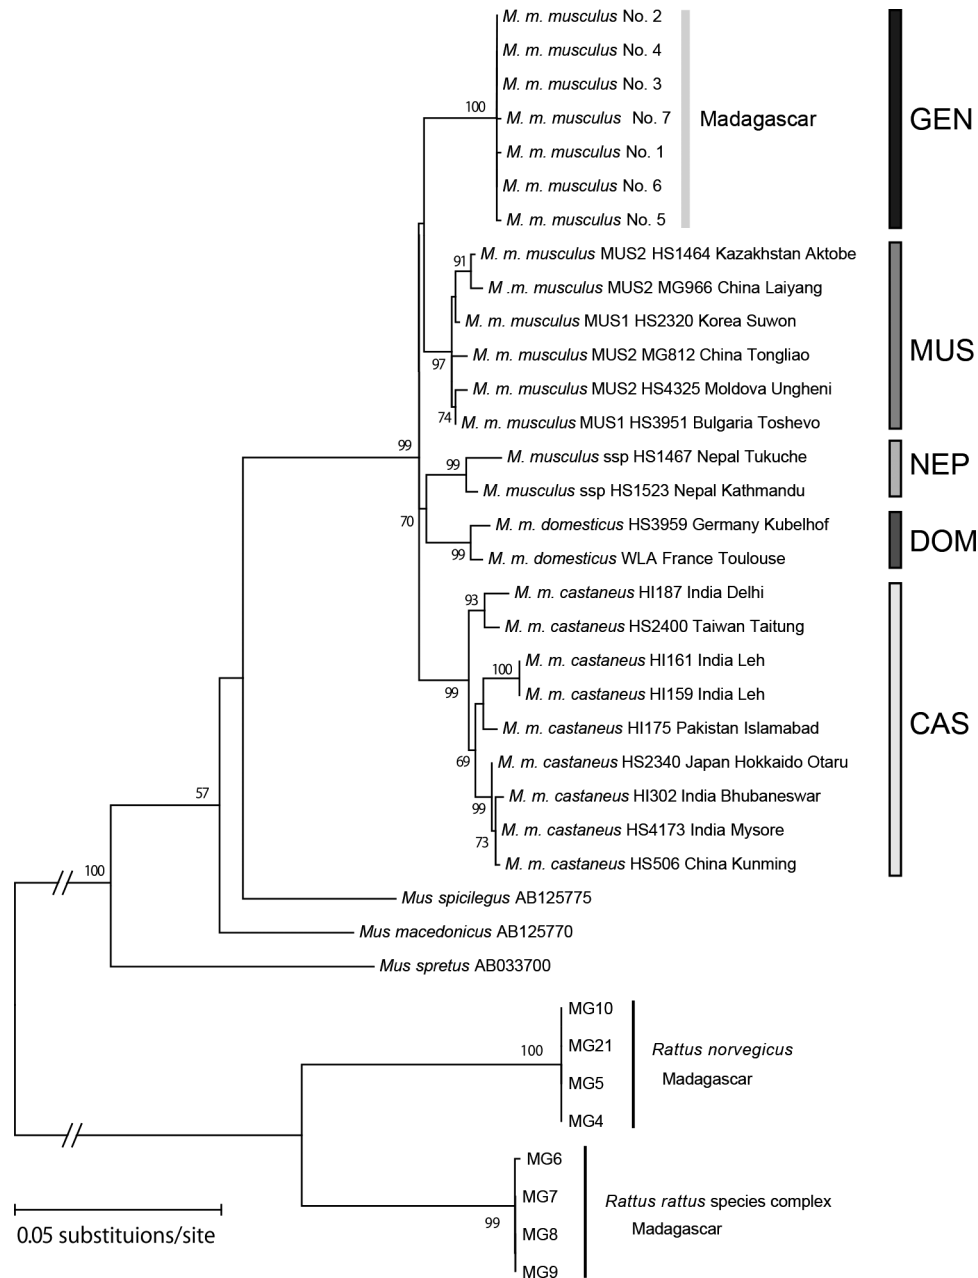 M. m. musculus No. 2
M. m. musculus No. 4
M. m. musculus No. 3
100
M. m. musculus No. 7
Madagascar
GEN
M. m. musculus No. 1
M. m. musculus No. 6
M. m. musculus No. 5
91
M. m. musculus MUS2 HS1464 Kazakhstan Aktobe
M .m. musculus MUS2 MG966 China Laiyang
M. m. musculus MUS1 HS2320 Korea Suwon
MUS
97
M. m. musculus MUS2 MG812 China Tongliao
M. m. musculus MUS2 HS4325 Moldova Ungheni
74
M. m. musculus MUS1 HS3951 Bulgaria Toshevo
99
99
M. musculus ssp HS1467 Nepal Tukuche
NEP
M. musculus ssp HS1523 Nepal Kathmandu
70
M. m. domesticus HS3959 Germany Kubelhof
DOM
99
M. m. domesticus WLA France Toulouse
93
M. m. castaneus HI187 India Delhi
M. m. castaneus HS2400 Taiwan Taitung
M. m. castaneus HI161 India Leh
100
99
M. m. castaneus HI159 India Leh
CAS
M. m. castaneus HI175 Pakistan Islamabad
69
M. m. castaneus HS2340 Japan Hokkaido Otaru
57
99
M. m. castaneus HI302 India Bhubaneswar
M. m. castaneus HS4173 India Mysore
73
M. m. castaneus HS506 China Kunming
100
Mus spicilegus AB125775
Mus macedonicus AB125770
Mus spretus AB033700
MG10
100
MG21
Rattus norvegicus
MG5
Madagascar
MG4
MG6
MG7
Rattus rattus species complex
99
MG8
Madagascar
MG9
0.05 substituions/site